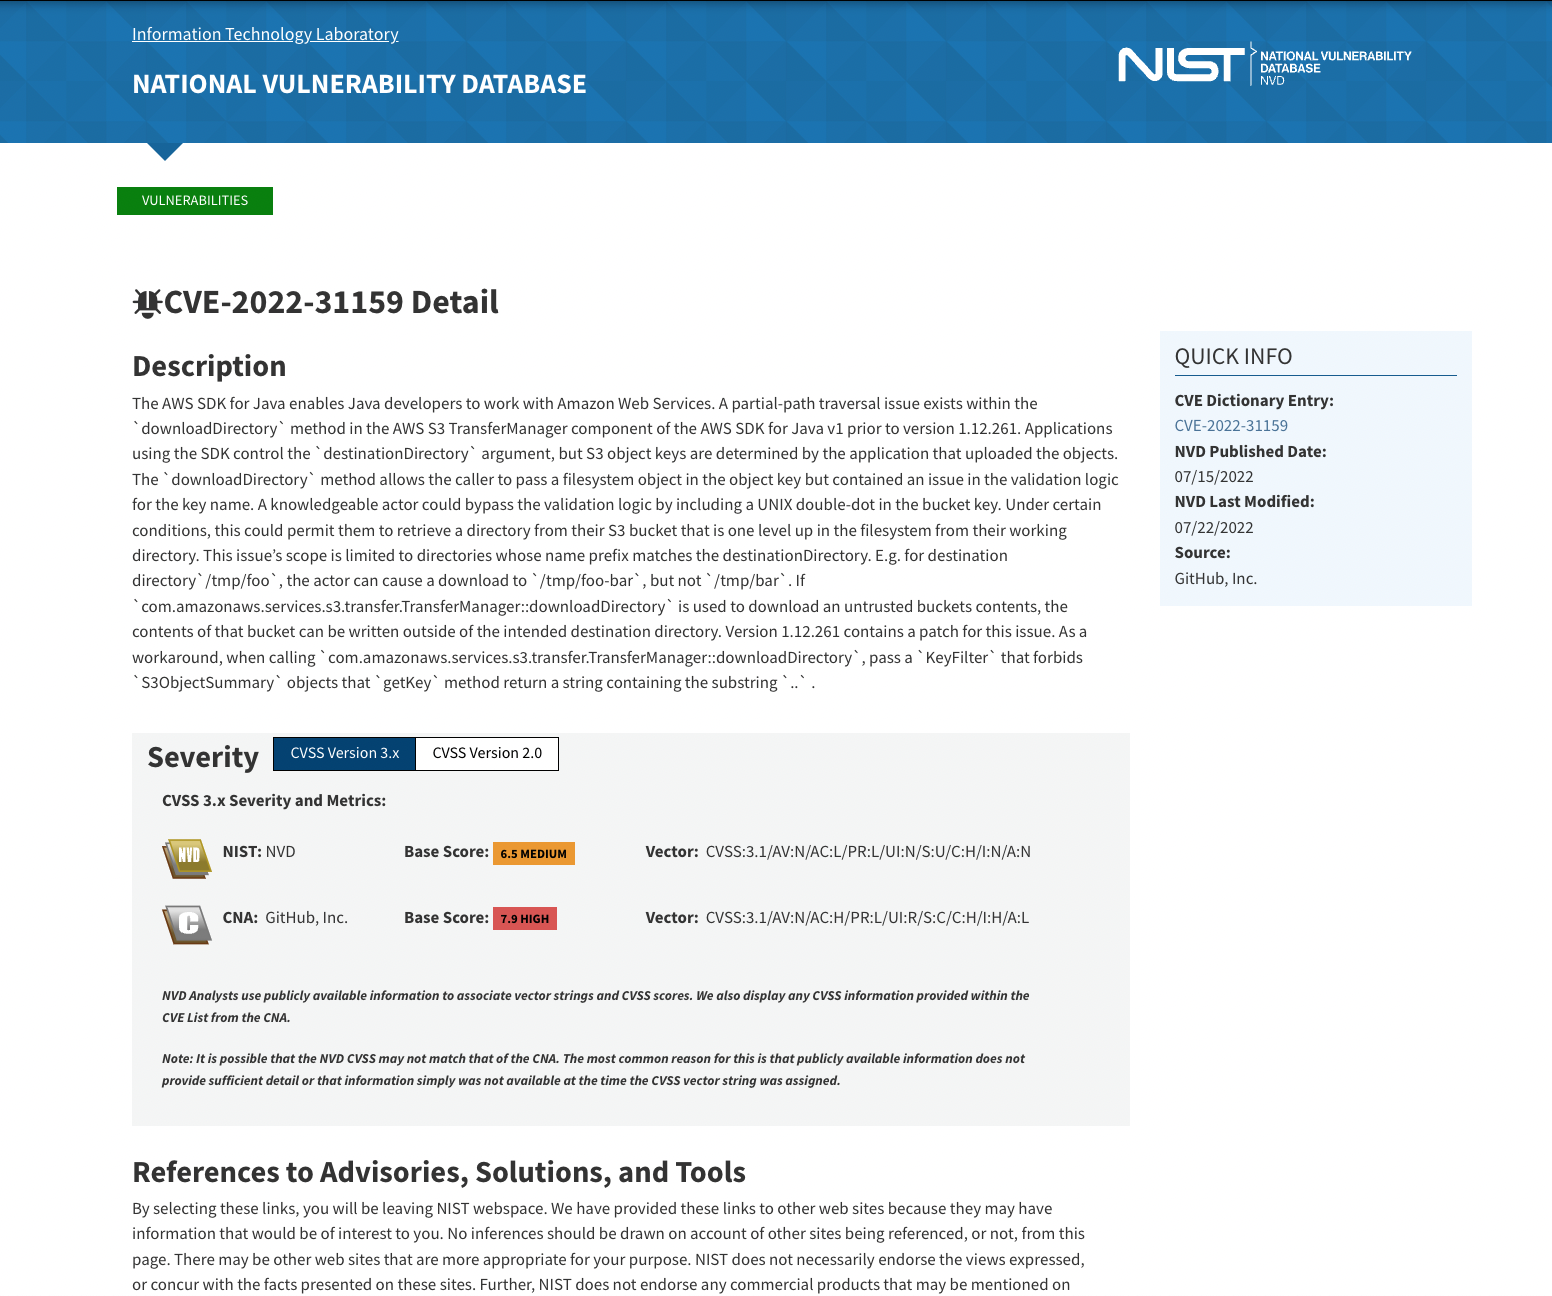 Information Technology Laboratory
NATIONAL VULNERABILITY DATABASE
NIST
NATIONAL VULNERABILITY
DATABASE
NVD
VULNERABILITIES
CVE-2022-31159 Detail
Description
The AWS SDK for Java enables Java developers to work with Amazon Web Services. A partial-path traversal issue exists within the
`downloadDirectory` method in the AWS S3 TransferManager component of the AWS SDK for Java v1 prior to version 1.12.261. Applications
using the SDK control the `destinationDirectory` argument, but S3 object keys are determined by the application that uploaded the objects.
The `downloadDirectory` method allows the caller to pass a filesystem object in the object key but contained an issue in the validation logic
for the key name. A knowledgeable actor could bypass the validation logic by including a UNIX double-dot in the bucket key. Under certain
conditions, this could permit them to retrieve a directory from their S3 bucket that is one level up in the filesystem from their working
directory. This issue’s scope is limited to directories whose name prefix matches the destinationDirectory. E.g. for destination
directory`/tmp/foo`, the actor can cause a download to `/tmp/foo-bar`, but not `/tmp/bar`. If
`com.amazonaws.services.s3.transfer.TransferManager::downloadDirectory` is used to download an untrusted buckets contents, the
contents of that bucket can be written outside of the intended destination directory. Version 1.12.261 contains a patch for this issue. As a
workaround, when calling `com.amazonaws.services.s3.transfer.TransferManager::downloadDirectory`, pass a `KeyFilter` that forbids
`S3ObjectSummary` objects that `getKey` method return a string containing the substring `..` .
QUICK INFO
CVE Dictionary Entry:
CVE-2022-31159
NVD Published Date:
07/15/2022
NVD Last Modified:
07/22/2022
Source:
GitHub, Inc.
Severity CVSS Version 3.x CVSS Version 2.0
CVSS 3.x Severity and Metrics:
NVD NIST: NVD Base Score: 6.5 MEDIUM Vector: CVSS:3.1/AV:N/AC:L/PR:L/UI:N/S:U/C:H/I:N/A:N
C CNA: GitHub, Inc. Base Score: 7.9 HIGH Vector: CVSS:3.1/AV:N/AC:H/PR:L/UI:R/S:C/C:H/I:H/A:L
NVD Analysts use publicly available information to associate vector strings and CVSS scores. We also display any CVSS information provided within the
CVE List from the CNA.
Note: It is possible that the NVD CVSS may not match that of the CNA. The most common reason for this is that publicly available information does not
provide sufficient detail or that information simply was not available at the time the CVSS vector string was assigned.
References to Advisories, Solutions, and Tools
By selecting these links, you will be leaving NIST webspace. We have provided these links to other web sites because they may have
information that would be of interest to you. No inferences should be drawn on account of other sites being referenced, or not, from this
page. There may be other web sites that are more appropriate for your purpose. NIST does not necessarily endorse the views expressed,
or concur with the facts presented on these sites. Further, NIST does not endorse any commercial products that may be mentioned on